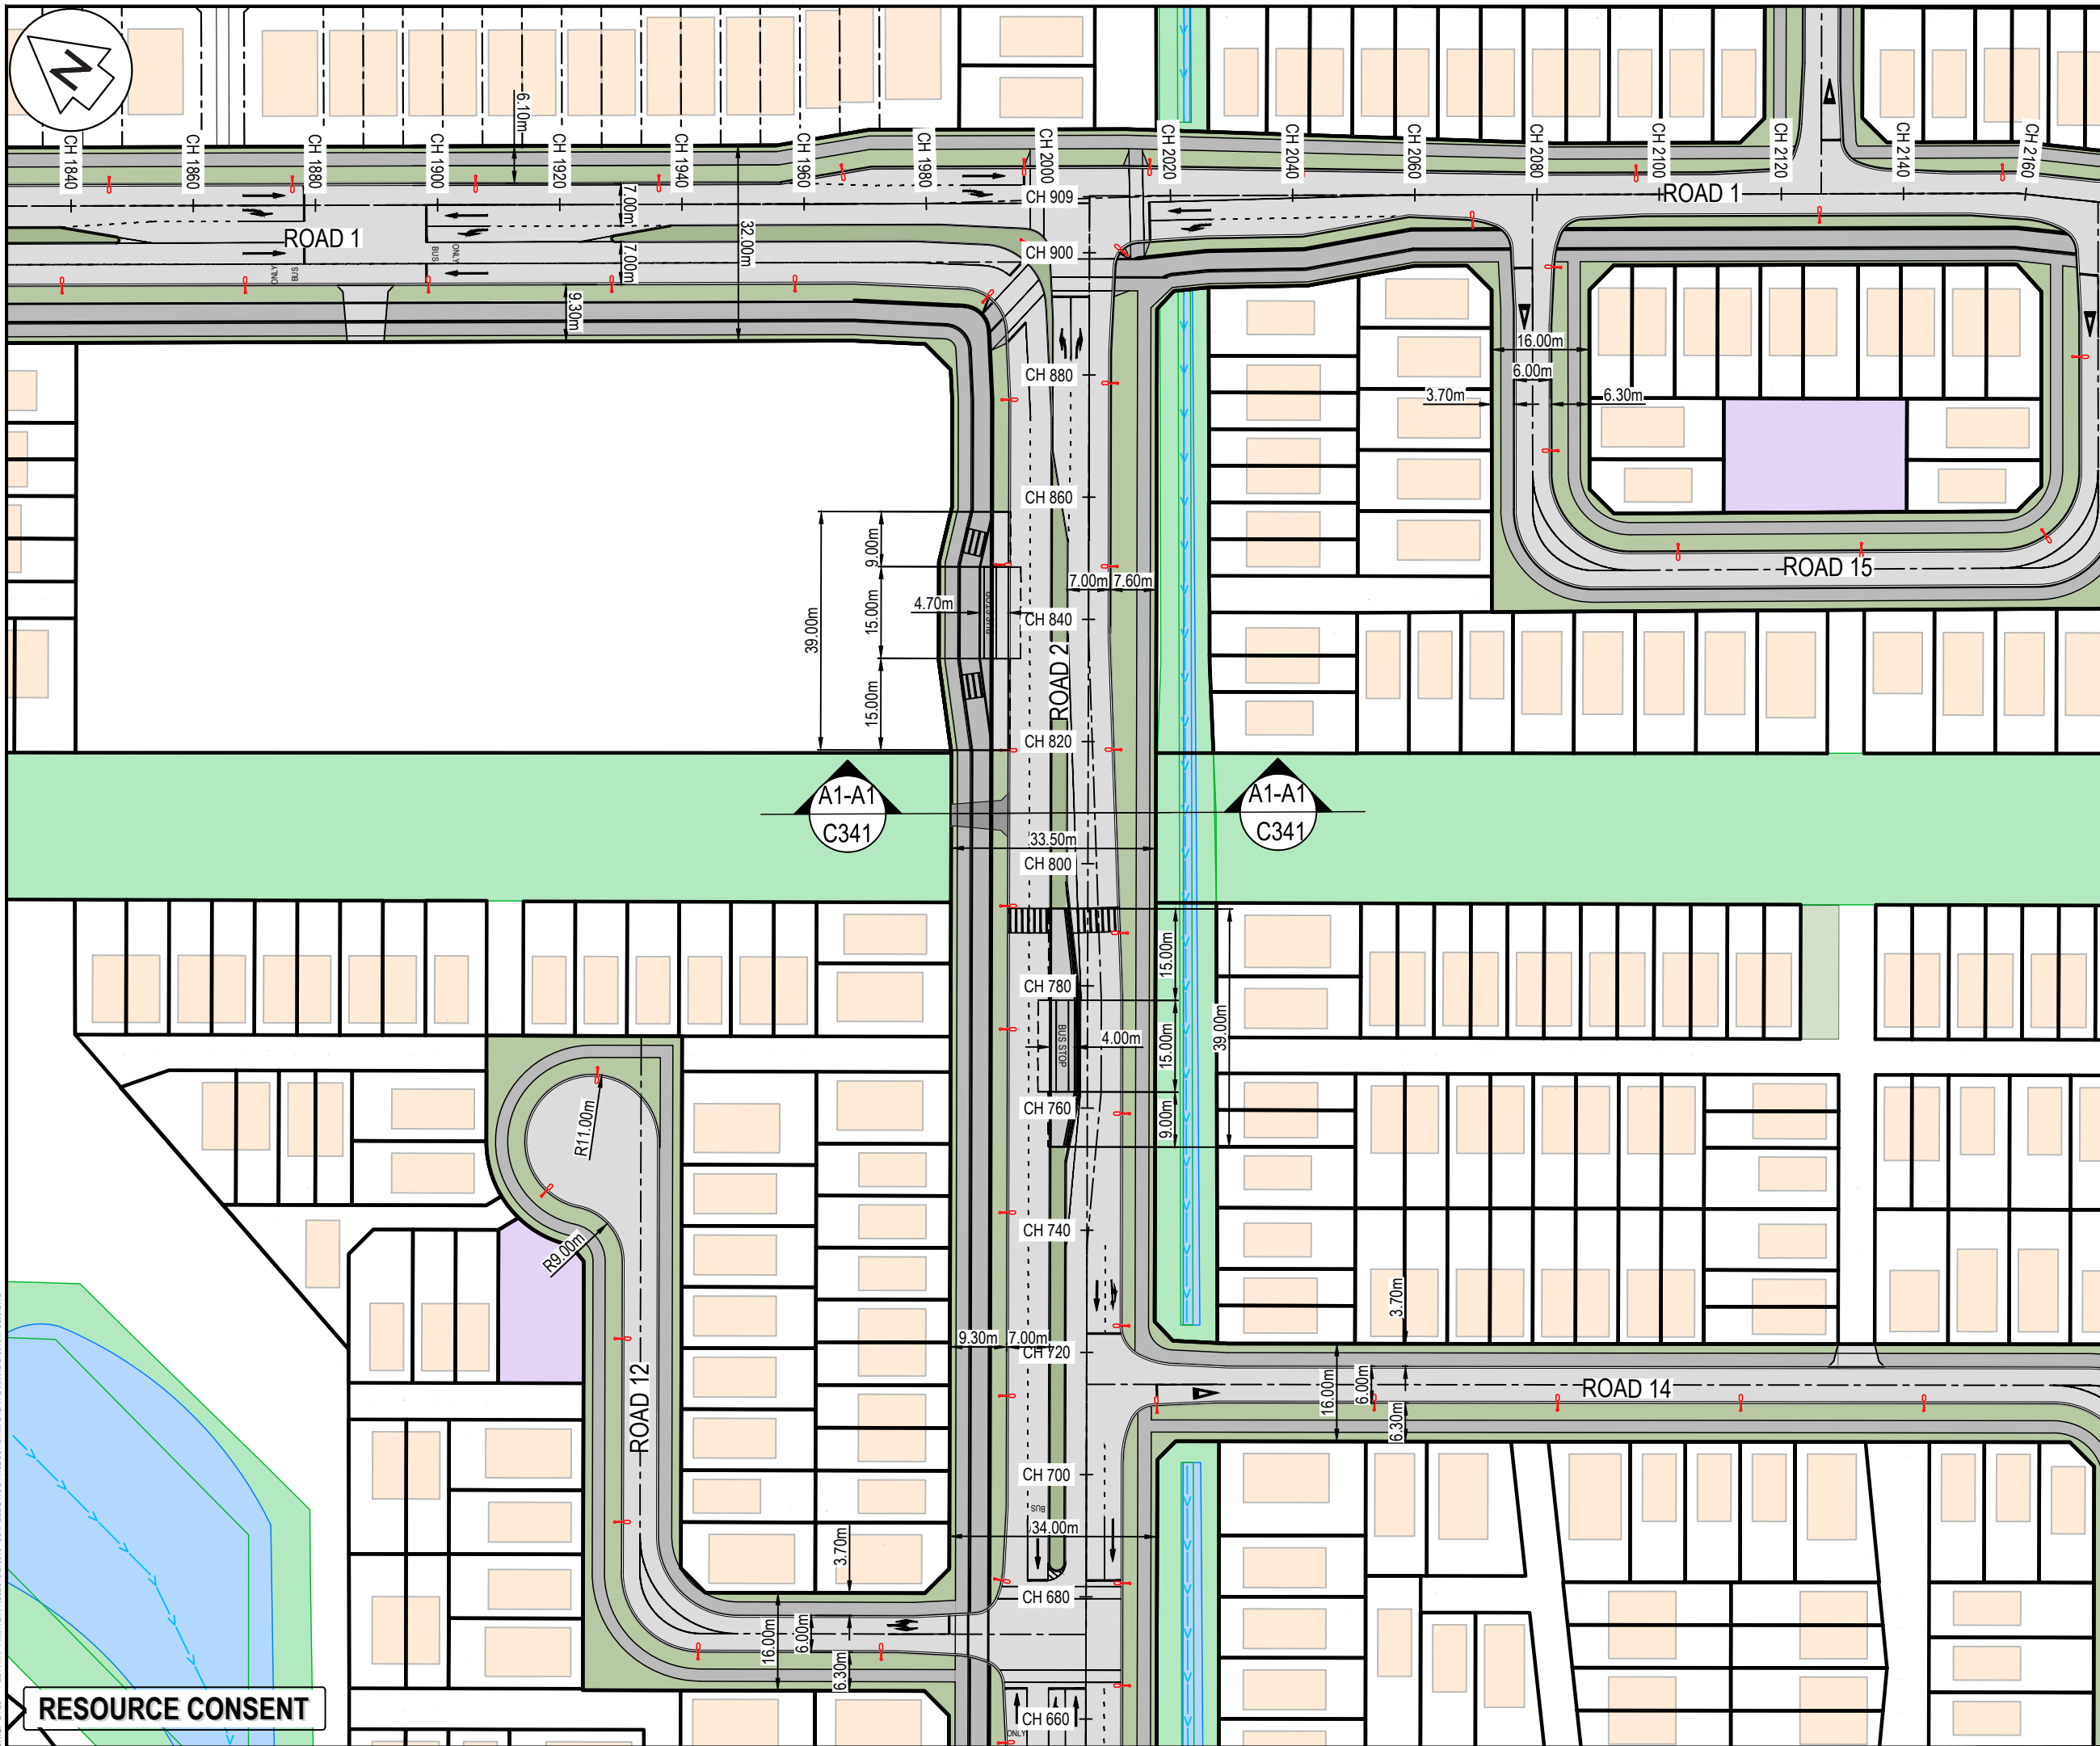 N
6.10m
CH 1840
CH 1860
CH 1880
CH 1900
CH 1920
CH 1940
CH 1960
CH 1980
CH 2000
CH 2020
CH 2040
CH 2060
CH 2080
CH 2100
CH 2120
CH 2140
CH 2160
CH 909
ROAD 1
ROAD 1
7.00m
7.00m
32.00m
9.30m
BUS
ONLY
ONLY
BUS
CH 900
CH 880
16.00m
6.00m
3.70m
6.30m
CH 860
ROAD 15
9.00m
15.00m
39.00m
15.00m
4.70m
BUS STOP
7.00m
7.60m
CH 840
ROAD 2
CH 820
A1-A1
C341
A1-A1
C341
33.50m
CH 800
CH 780
BUS STOP
4.00m
15.00m
15.00m
39.00m
9.00m
CH 760
R11.00m
R9.00m
CH 740
3.70m
9.30m
7.00m
CH 720
ROAD 12
16.00m
6.00m
6.30m
ROAD 14
CH 700
BUS
34.00m
3.70m
CH 680
16.00m
6.00m
6.30m
RESOURCE CONSENT
CH 660
ONLY